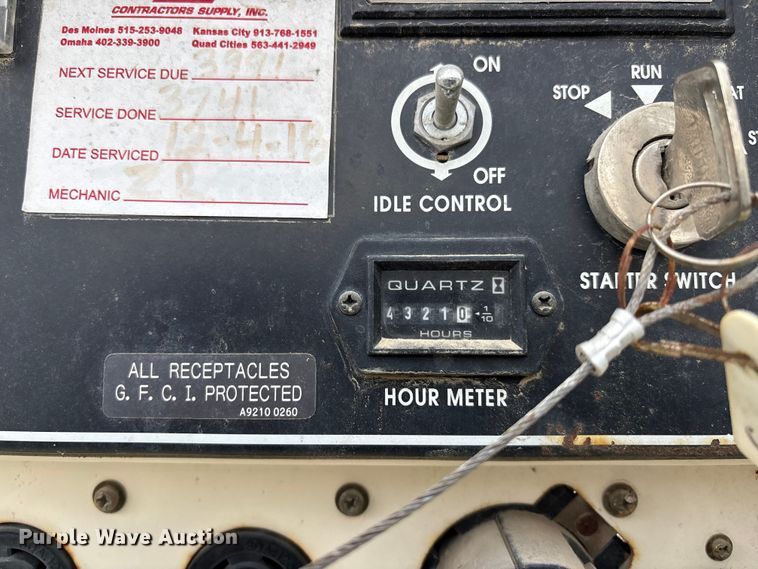 CONTRACTORS SUPPLY, INC.
Des Moines 515-253-9048 Kansas City 913-768-1551
Omaha 402-339-3900 Quad Cities 563-441-2949
NEXT SERVICE DUE 3991
SERVICE DONE 3741
DATE SERVICED 12-4-18
MECHANIC ZR
ON
OFF
IDLE CONTROL
STOP
RUN
STARTER SWITCH
QUARTZ
43210 1/10
HOURS
HOUR METER
ALL RECEPTACLES
G. F. C. I. PROTECTED
A9210 0260
Purple Wave Auction